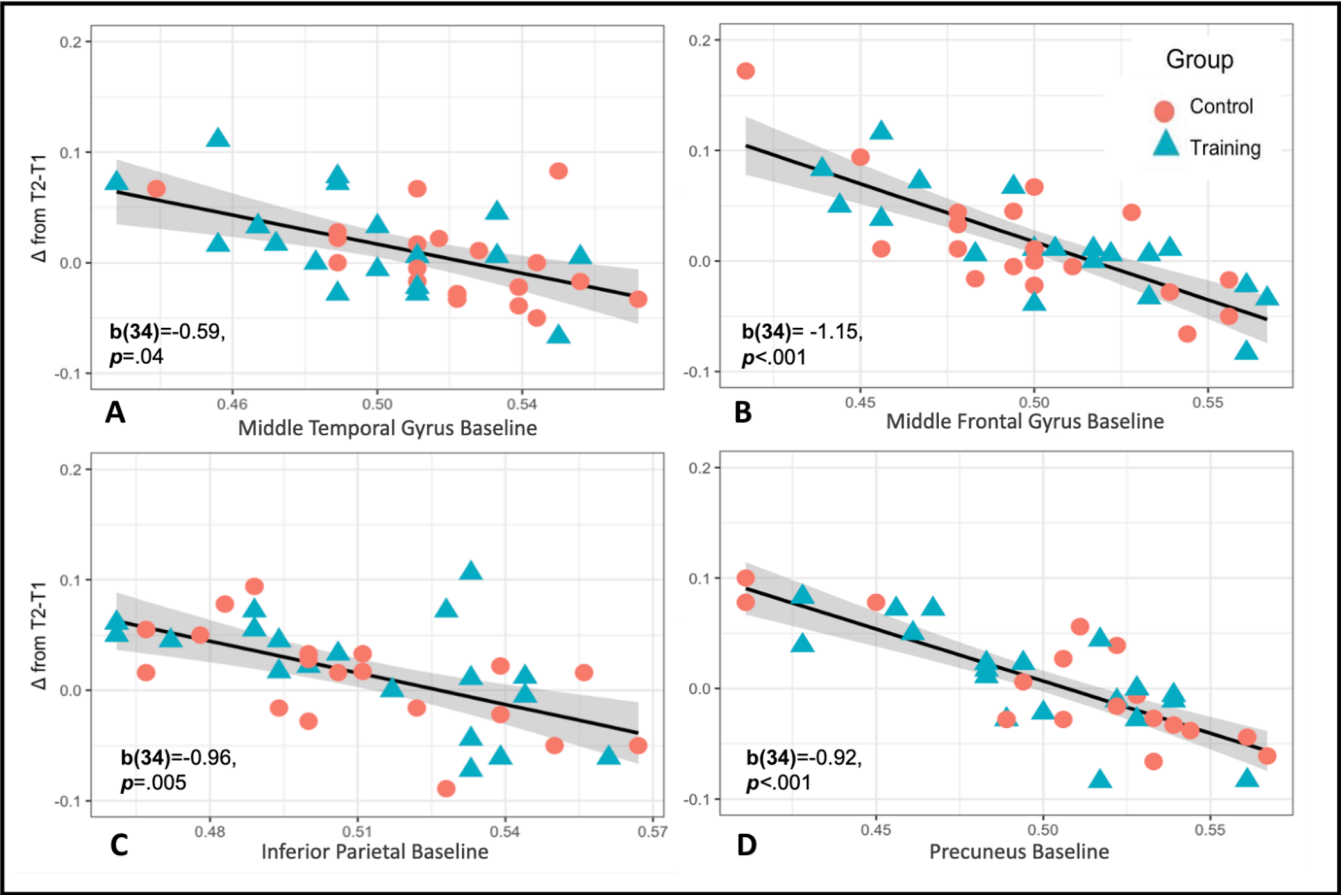 0.2
0.1
0.0
-0.1
Δ from T2-T1
b(34)=-0.59,
p=.04
0.46 0.50 0.54
A
Middle Temporal Gyrus Baseline
0.2
0.1
0.0
-0.1
Group
Control
Training
b(34)= -1.15,
p<.001
0.45 0.50 0.55
B
Middle Frontal Gyrus Baseline
0.2
0.1
0.0
-0.1
Δ from T2-T1
b(34)=-0.96,
p=.005
0.48 0.51 0.54 0.57
C
Inferior Parietal Baseline
0.2
0.1
0.0
-0.1
b(34)=-0.92,
p<.001
0.45 0.50 0.55
D
Precuneus Baseline